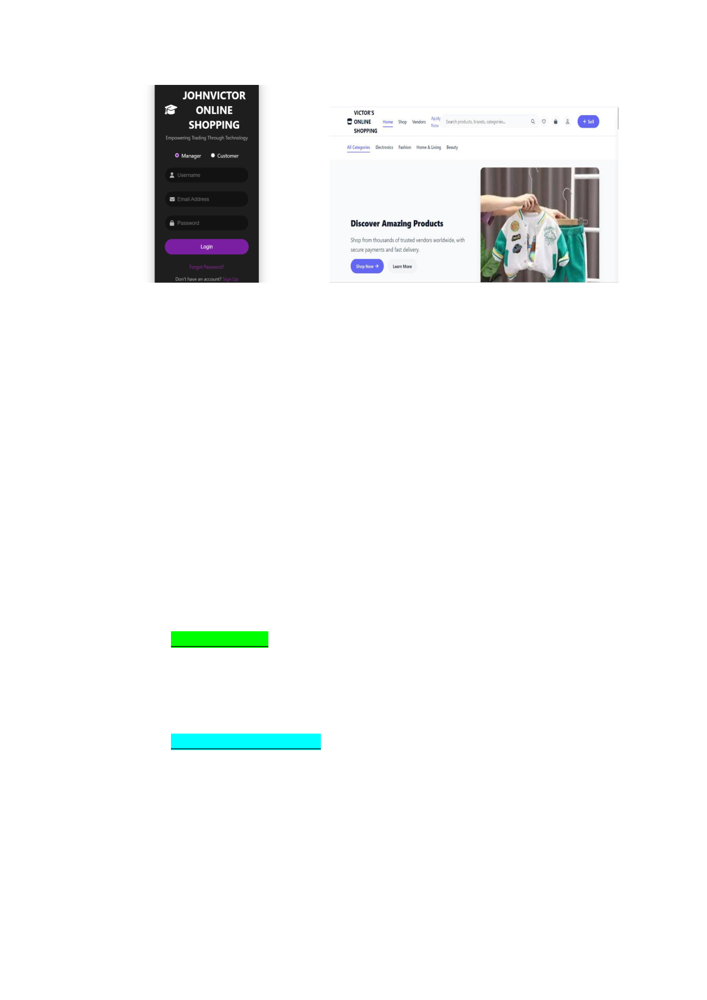 JOHNVICTOR
ONLINE
SHOPPING
Empowering Trading Through Technology
Manager Customer
Username
Email Address
Password
Login
Forgot Password?
Don't have an account? Sign Up
VICTOR'S
ONLINE
SHOPPING
Home Shop Vendors
Apply
Now
Search products, brands, categories...
+ Sell
All Categories Electronics Fashion Home & Living Beauty
Discover Amazing Products
Shop from thousands of trusted vendors worldwide, with
secure payments and fast delivery.
Shop Now → Learn More